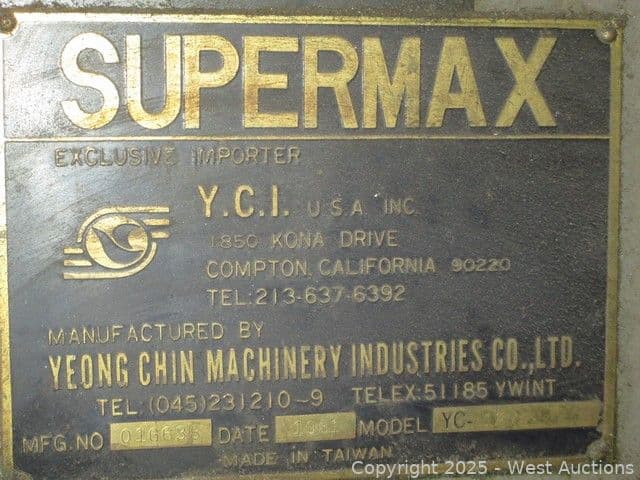 SUPERMAX
EXCLUSIVE IMPORTER
Y.C.I. U.S.A. INC.
1850 KONA DRIVE
COMPTON, CALIFORNIA 90220
TEL:213-637-6392
MANUFACTURED BY
YEONG CHIN MACHINERY INDUSTRIES CO.,LTD.
TEL.(045)231210~9 TELEX:51185 YWINT
MFG.NO DATE MODEL YC-
MADE IN TAIWAN
Copyright © 2025 - West Auctions